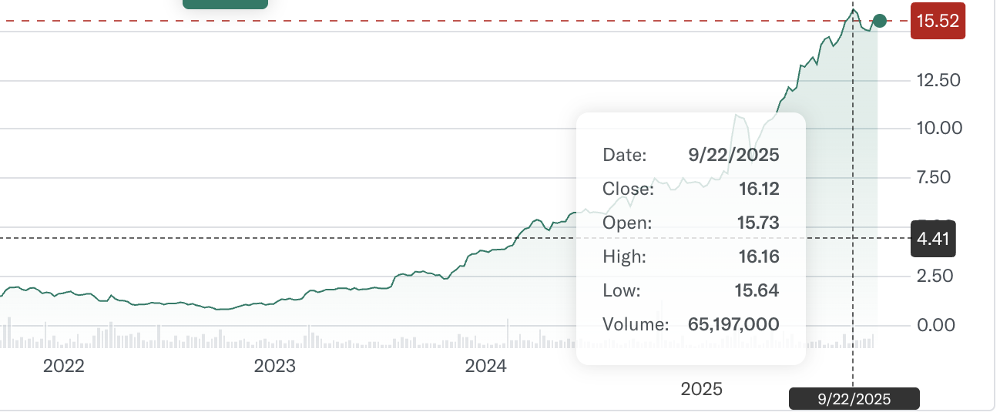 15.52
12.50
10.00
7.50
4.41
2.50
0.00
Date: 9/22/2025
Close: 16.12
Open: 15.73
High: 16.16
Low: 15.64
Volume: 65,197,000
2022 2023 2024 2025
9/22/2025